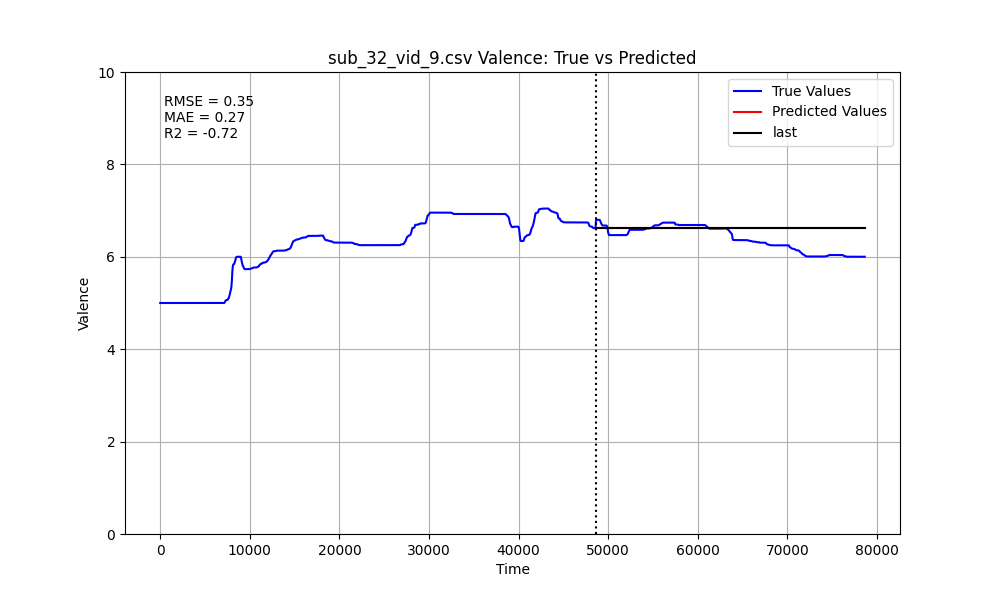 sub_32_vid_9.csv Valence: True vs Predicted
RMSE = 0.35
MAE = 0.27
R2 = -0.72
True Values
Predicted Values
last
10
8
6
4
2
0
Valence
0 10000 20000 30000 40000 50000 60000 70000 80000
Time